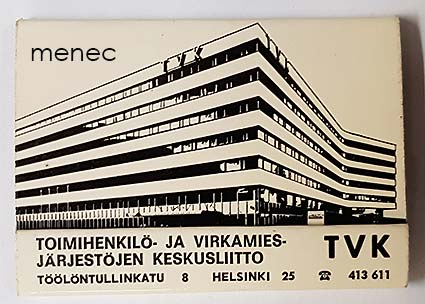 menec
TVK
TOIMIHENKILÖ- JA VIRKAMIES-
JÄRJESTÖJEN KESKUSLIITTO
TVK
TÖÖLÖNTULLINKATU 8 HELSINKI 25 ☎ 413 611